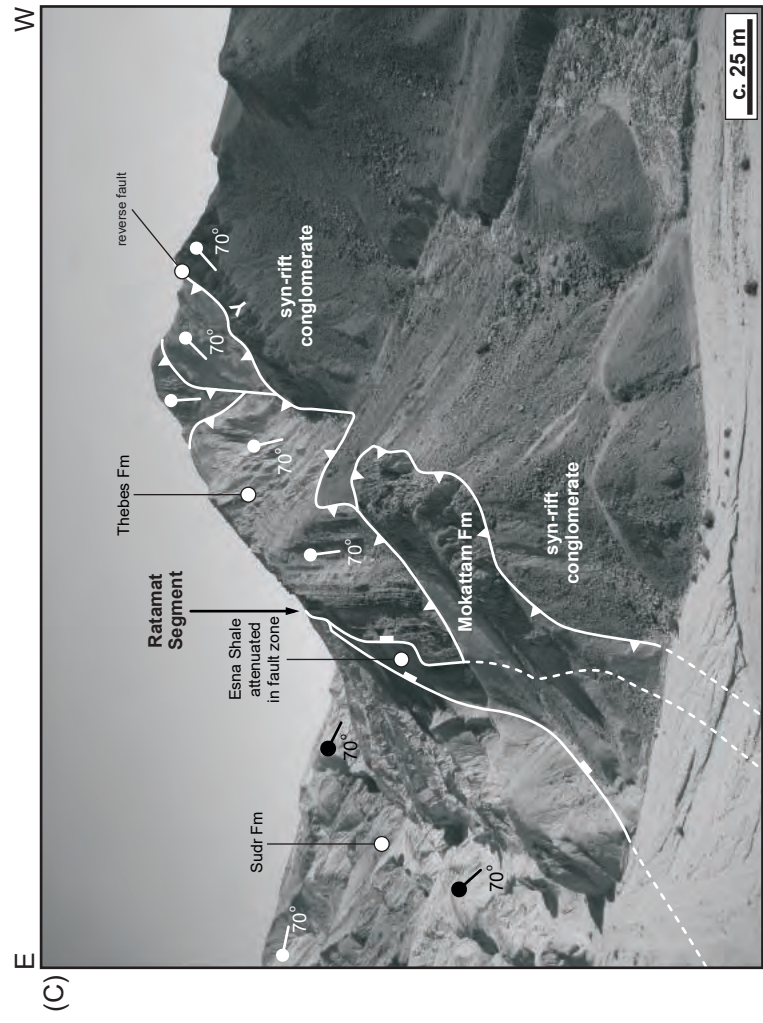 (C)
E
W
reverse fault
Thebes Fm
Ratamat
Segment
Esna Shale
attenuated
in fault zone
Sudr Fm
70°
70°
70°
70°
70°
70°
70°
syn-rift
conglomerate
Mokattam Fm
syn-rift
conglomerate
c. 25 m